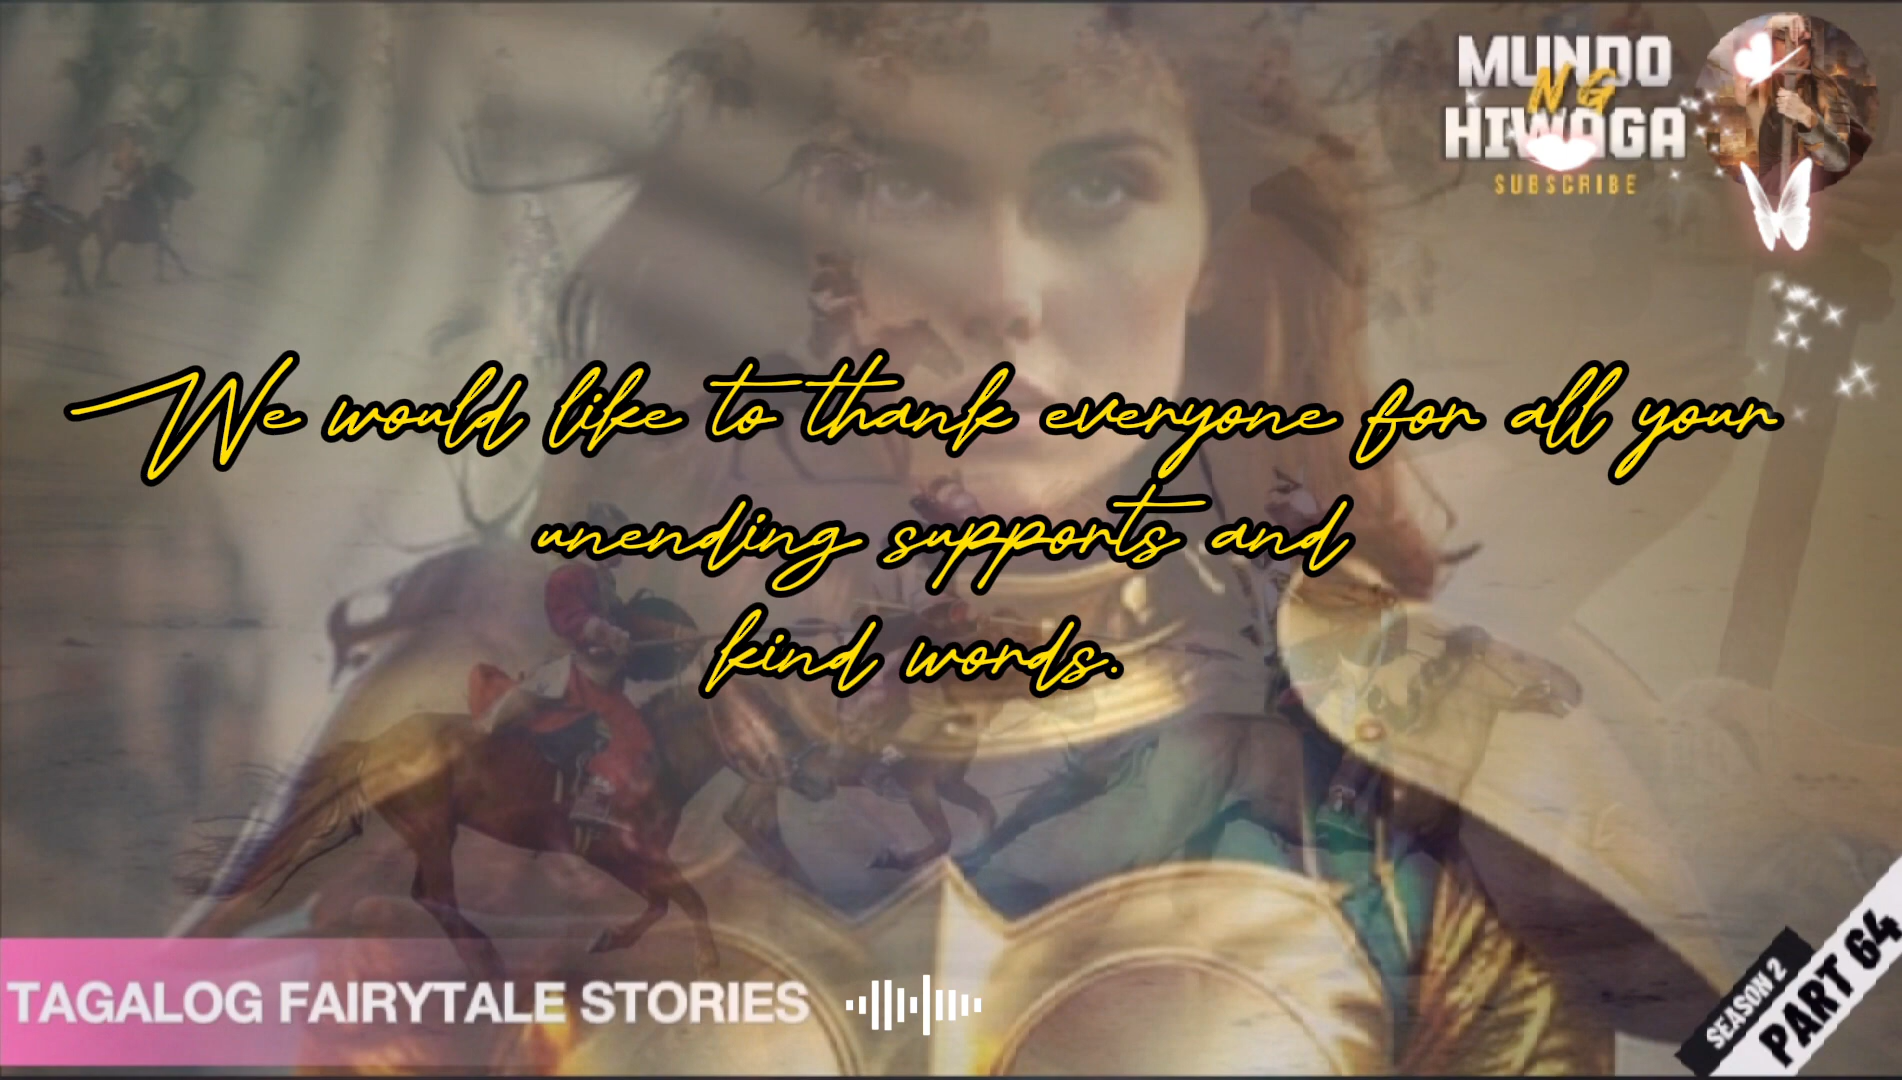 MUNDO
NG
HIWAGA
SUBSCRIBE
We would like to thank everyone for all your
unending supports and
kind words.
TAGALOG FAIRYTALE STORIES
SEASON 2
PART 64